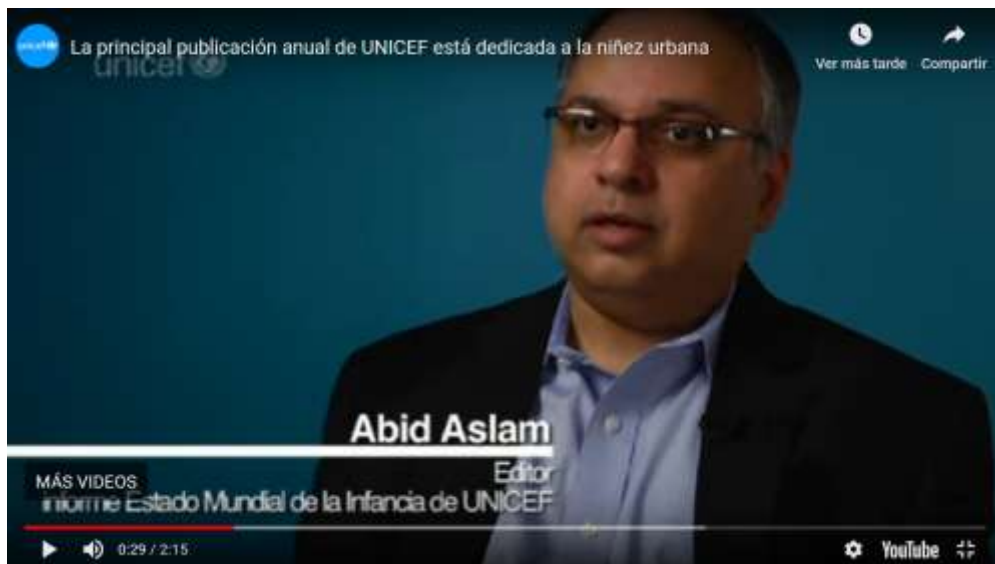 La principal publicación anual de UNICEF está dedicada a la niñez urbana
unicef
Ver más tarde
Compartir
Abid Aslam
Editor
MÁS VIDEOS
informe Estado Mundial de la Infancia de UNICEF
0:29 / 2:15
YouTube